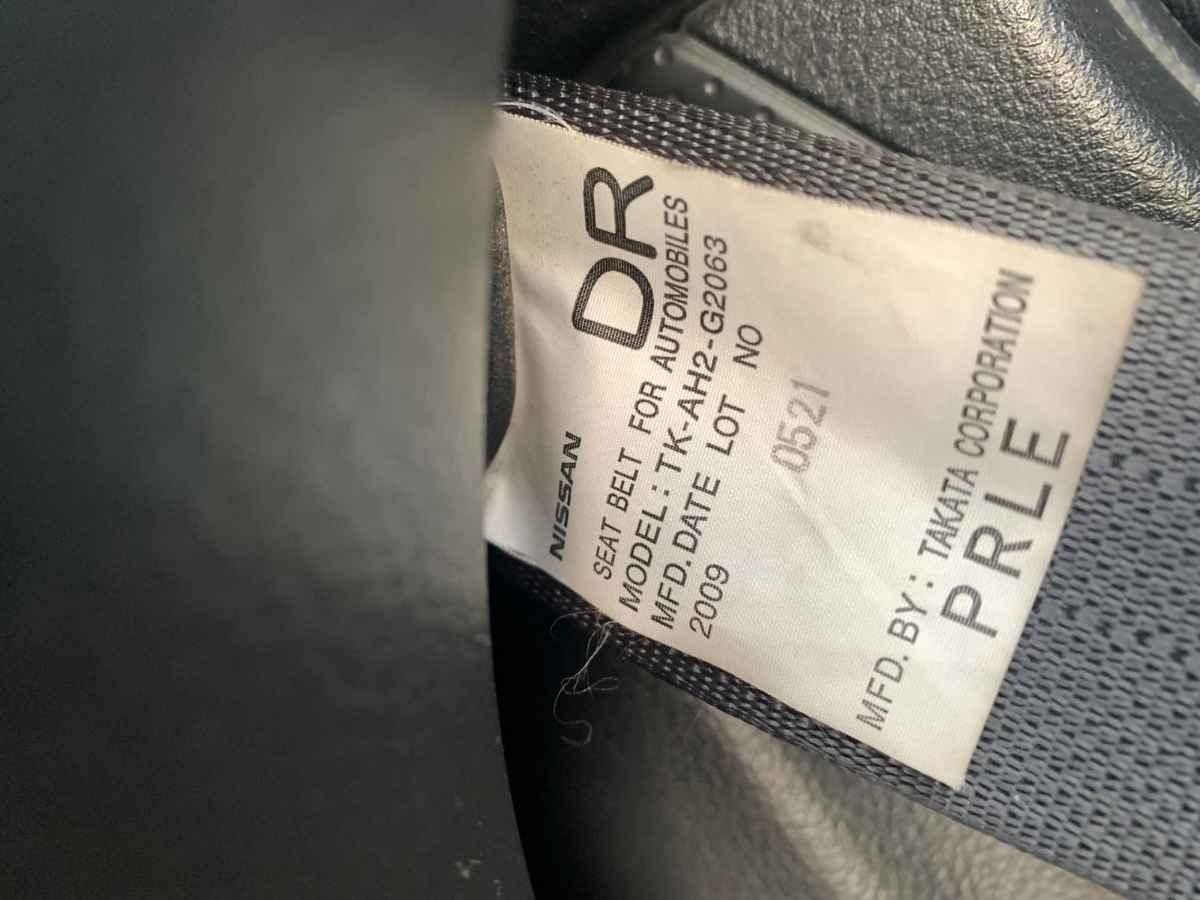 NISSAN DR
SEAT BELT FOR AUTOMOBILES
MODEL: TK-AH2-G2063
MFD. DATE LOT NO
2009 0521
MFD. BY: TAKATA CORPORATION
PRLE